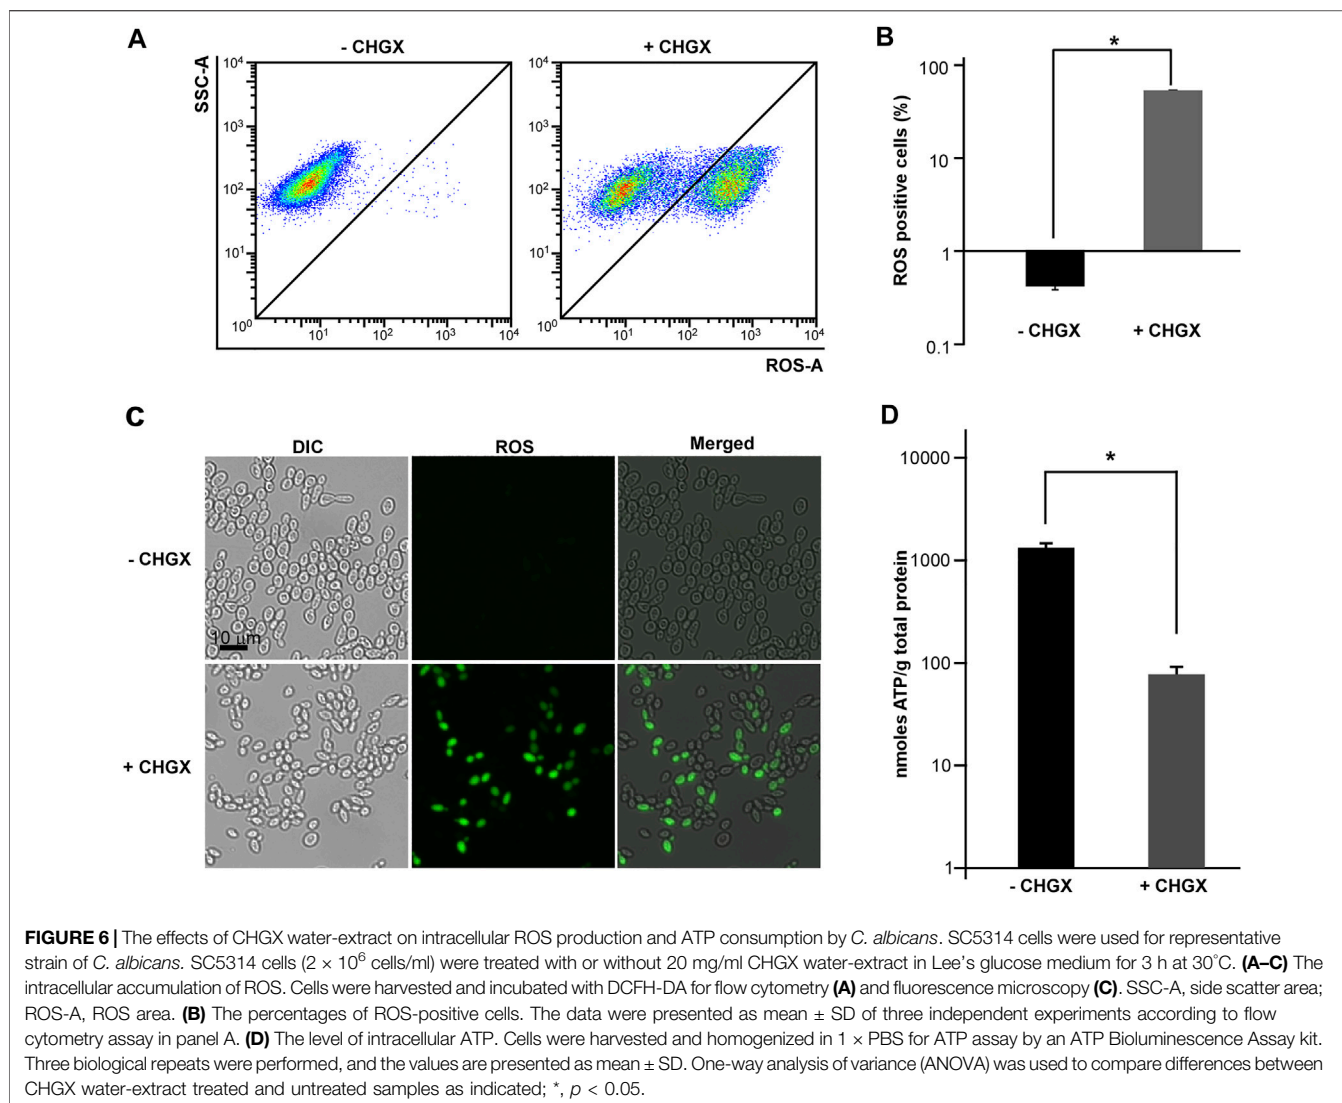 A
- CHGX
+ CHGX
SSC-A
10⁴
10³
10²
10¹
10⁰
10¹
10²
10³
10⁴
10⁴
10³
10²
10¹
10⁰
10¹
10²
10³
10⁴
ROS-A
B
*
ROS positive cells (%)
100
10
1
0.1
- CHGX
+ CHGX
C
DIC
ROS
Merged
- CHGX
10 μm
+ CHGX
D
*
nmoles ATP/g total protein
10000
1000
100
10
1
- CHGX
+ CHGX
FIGURE 6 | The effects of CHGX water-extract on intracellular ROS production and ATP consumption by C. albicans. SC5314 cells were used for representative
strain of C. albicans. SC5314 cells (2 × 10⁶ cells/ml) were treated with or without 20 mg/ml CHGX water-extract in Lee's glucose medium for 3 h at 30°C. (A–C) The
intracellular accumulation of ROS. Cells were harvested and incubated with DCFH-DA for flow cytometry (A) and fluorescence microscopy (C). SSC-A, side scatter area;
ROS-A, ROS area. (B) The percentages of ROS-positive cells. The data were presented as mean ± SD of three independent experiments according to flow
cytometry assay in panel A. (D) The level of intracellular ATP. Cells were harvested and homogenized in 1 × PBS for ATP assay by an ATP Bioluminescence Assay kit.
Three biological repeats were performed, and the values are presented as mean ± SD. One-way analysis of variance (ANOVA) was used to compare differences between
CHGX water-extract treated and untreated samples as indicated; *, p < 0.05.